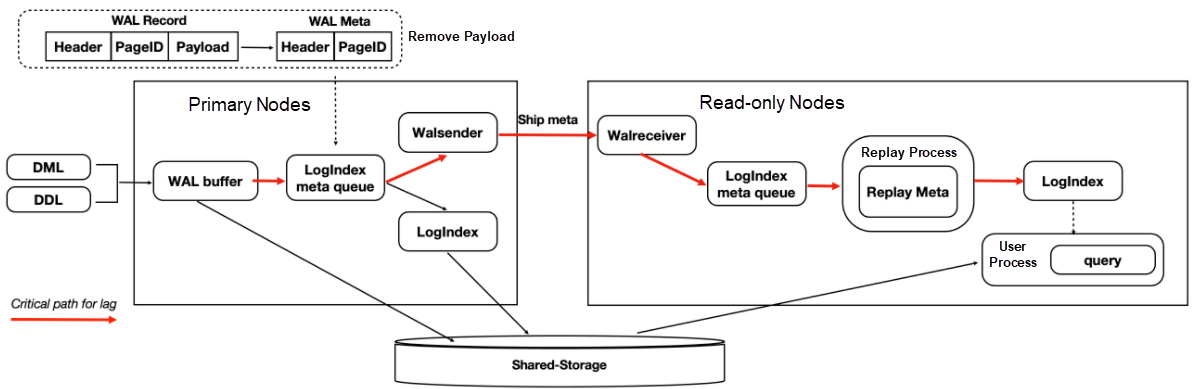 WAL Record
WAL Meta
Header
PageID
Payload
Header
PageID
Remove Payload
Primary Nodes
Read-only Nodes
Walsender
Ship meta
Walreceiver
DML
DDL
WAL buffer
LogIndex
meta queue
LogIndex
LogIndex
meta queue
Replay Process
Replay Meta
LogIndex
User
Process
query
Critical path for lag
Shared-Storage